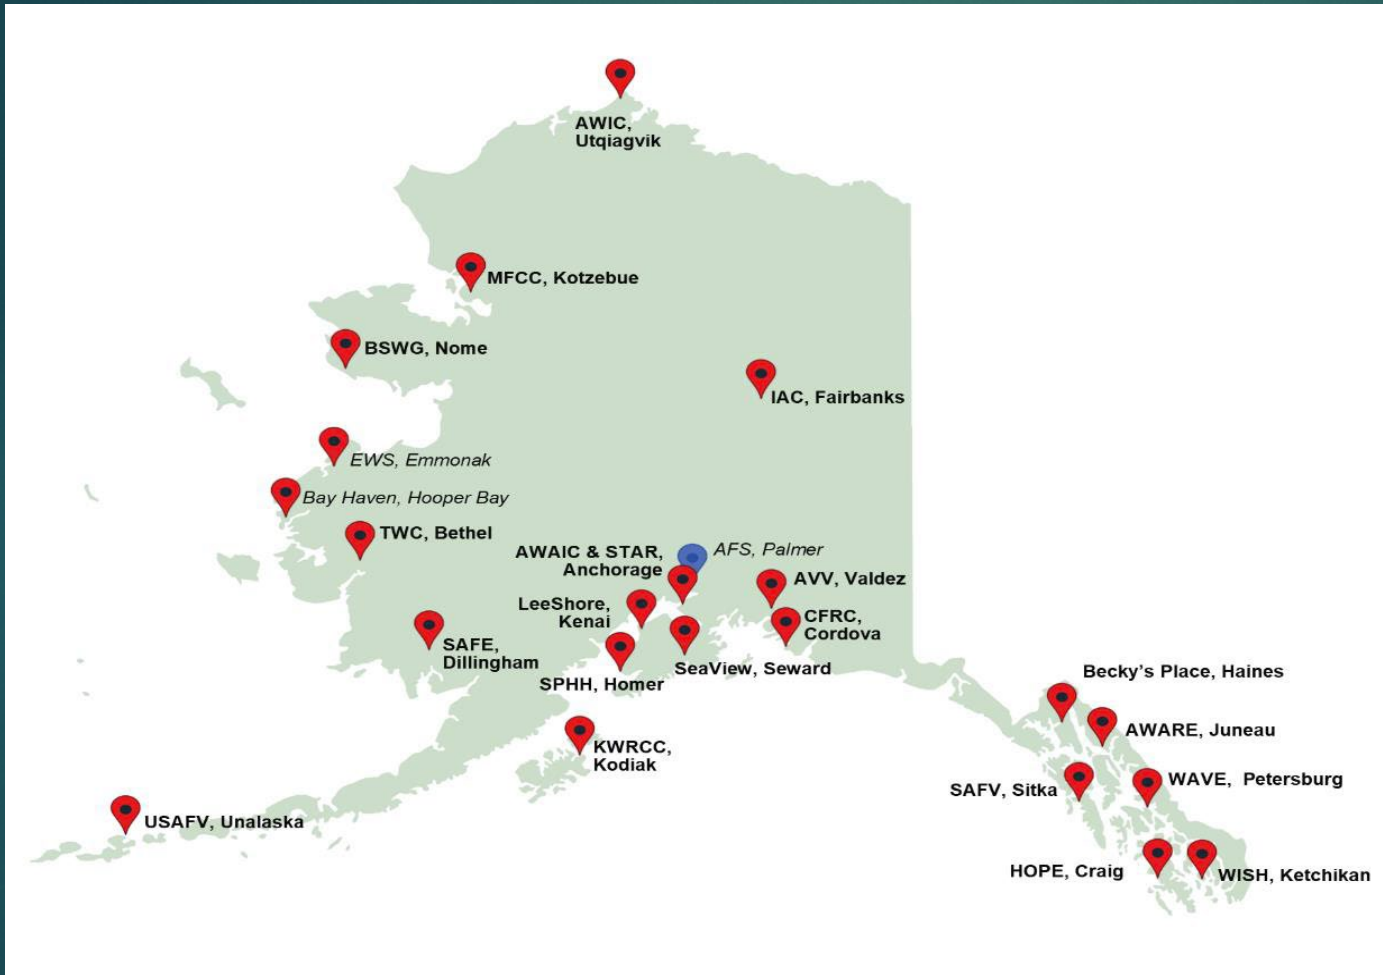 AWIC,
Utqiagvik
MFCC, Kotzebue
BSWG, Nome
IAC, Fairbanks
EWS, Emmonak
Bay Haven, Hooper Bay
TWC, Bethel
AWAIC & STAR,
Anchorage
AFS, Palmer
AVV, Valdez
LeeShore,
Kenai
CFRC,
Cordova
SAFE,
Dillingham
SPHH, Homer
SeaView, Seward
Becky’s Place, Haines
AWARE, Juneau
KWRCC,
Kodiak
SAFV, Sitka
WAVE, Petersburg
USAFV, Unalaska
HOPE, Craig
WISH, Ketchikan